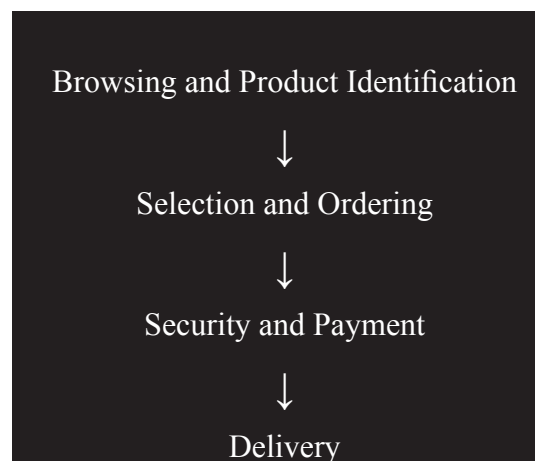 Browsing and Product Identification
↓
Selection and Ordering
↓
Security and Payment
↓
Delivery